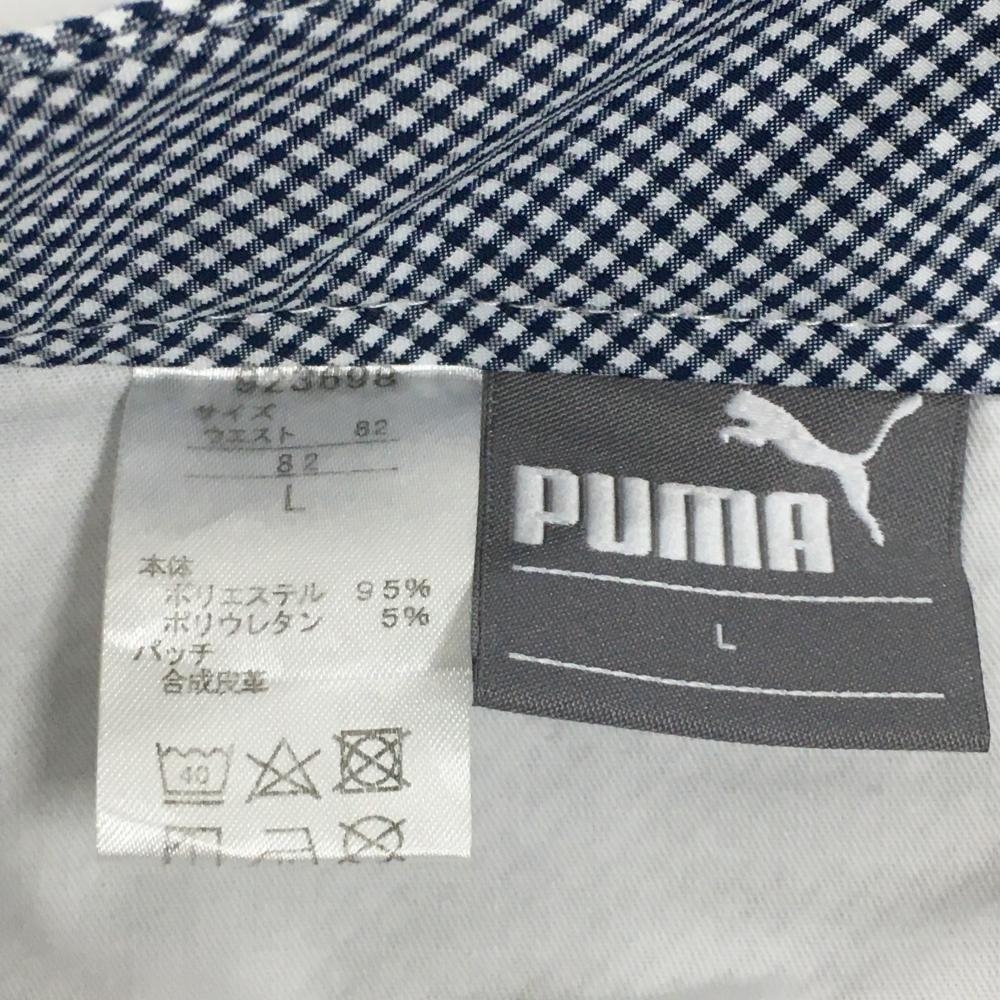 923698
サイズ
ウエスト 82
82
L
本体
ポリエステル 95%
ポリウレタン 5%
パッチ
合成皮革
40
PUMA
L